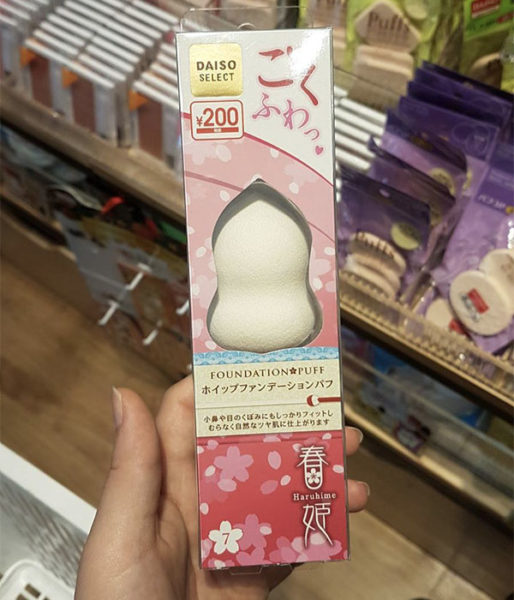 DAISO
SELECT
¥200
ごく
ふわっ
FOUNDATION PUFF
ホイップファンデーションパフ
小鼻や目のくぼみにもしっかりフィットし
むらなく自然なツヤ肌に仕上がります
春
Haruhime
姫
7
Puff